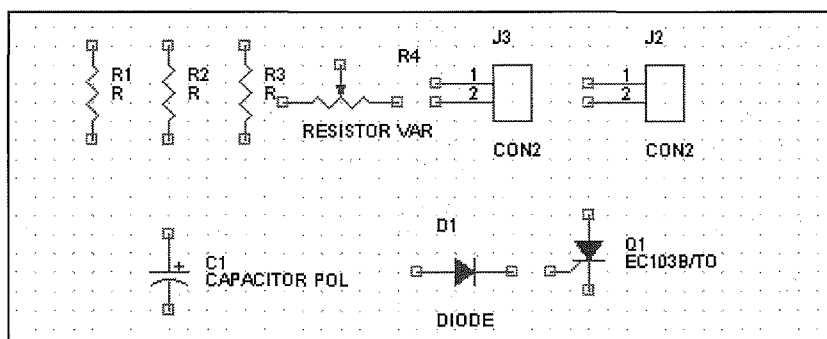 R1
R
R2
R
R3
R
R4
RESISTOR VAR
J3
1
2
CON2
J2
1
2
CON2
C1
CAPACITOR POL
D1
DIODE
Q1
EC103B/TO